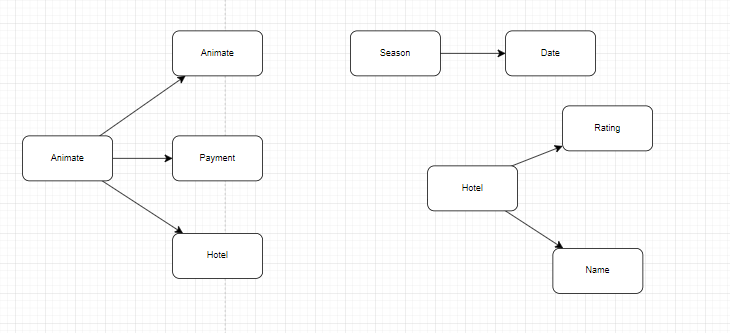 Animate
Season
Date
Rating
Animate
Payment
Hotel
Hotel
Name